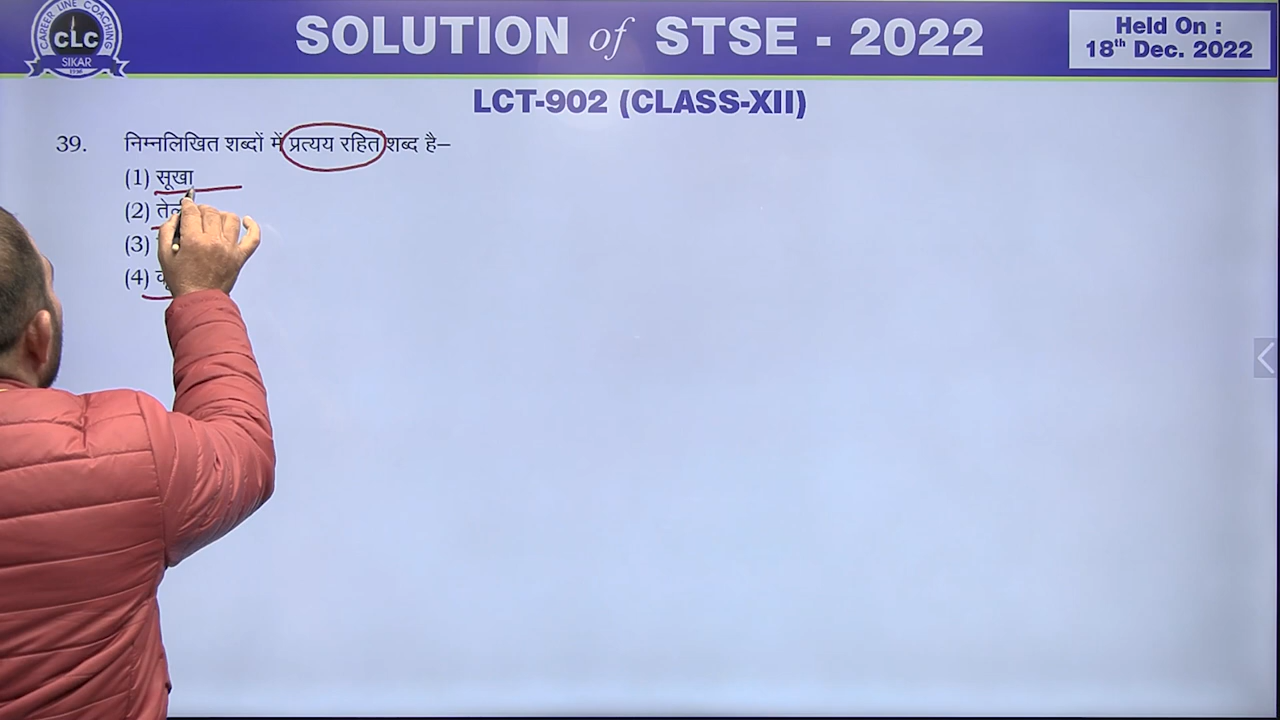 CAREER LINE COACHING
CLC
SIKAR
SOLUTION of STSE - 2022
Held On :
18th Dec. 2022
LCT-902 (CLASS-XII)
39. निम्नलिखित शब्दों में प्रत्यय रहित शब्द है–
(1) सूखा
(2)
(3)
(4)